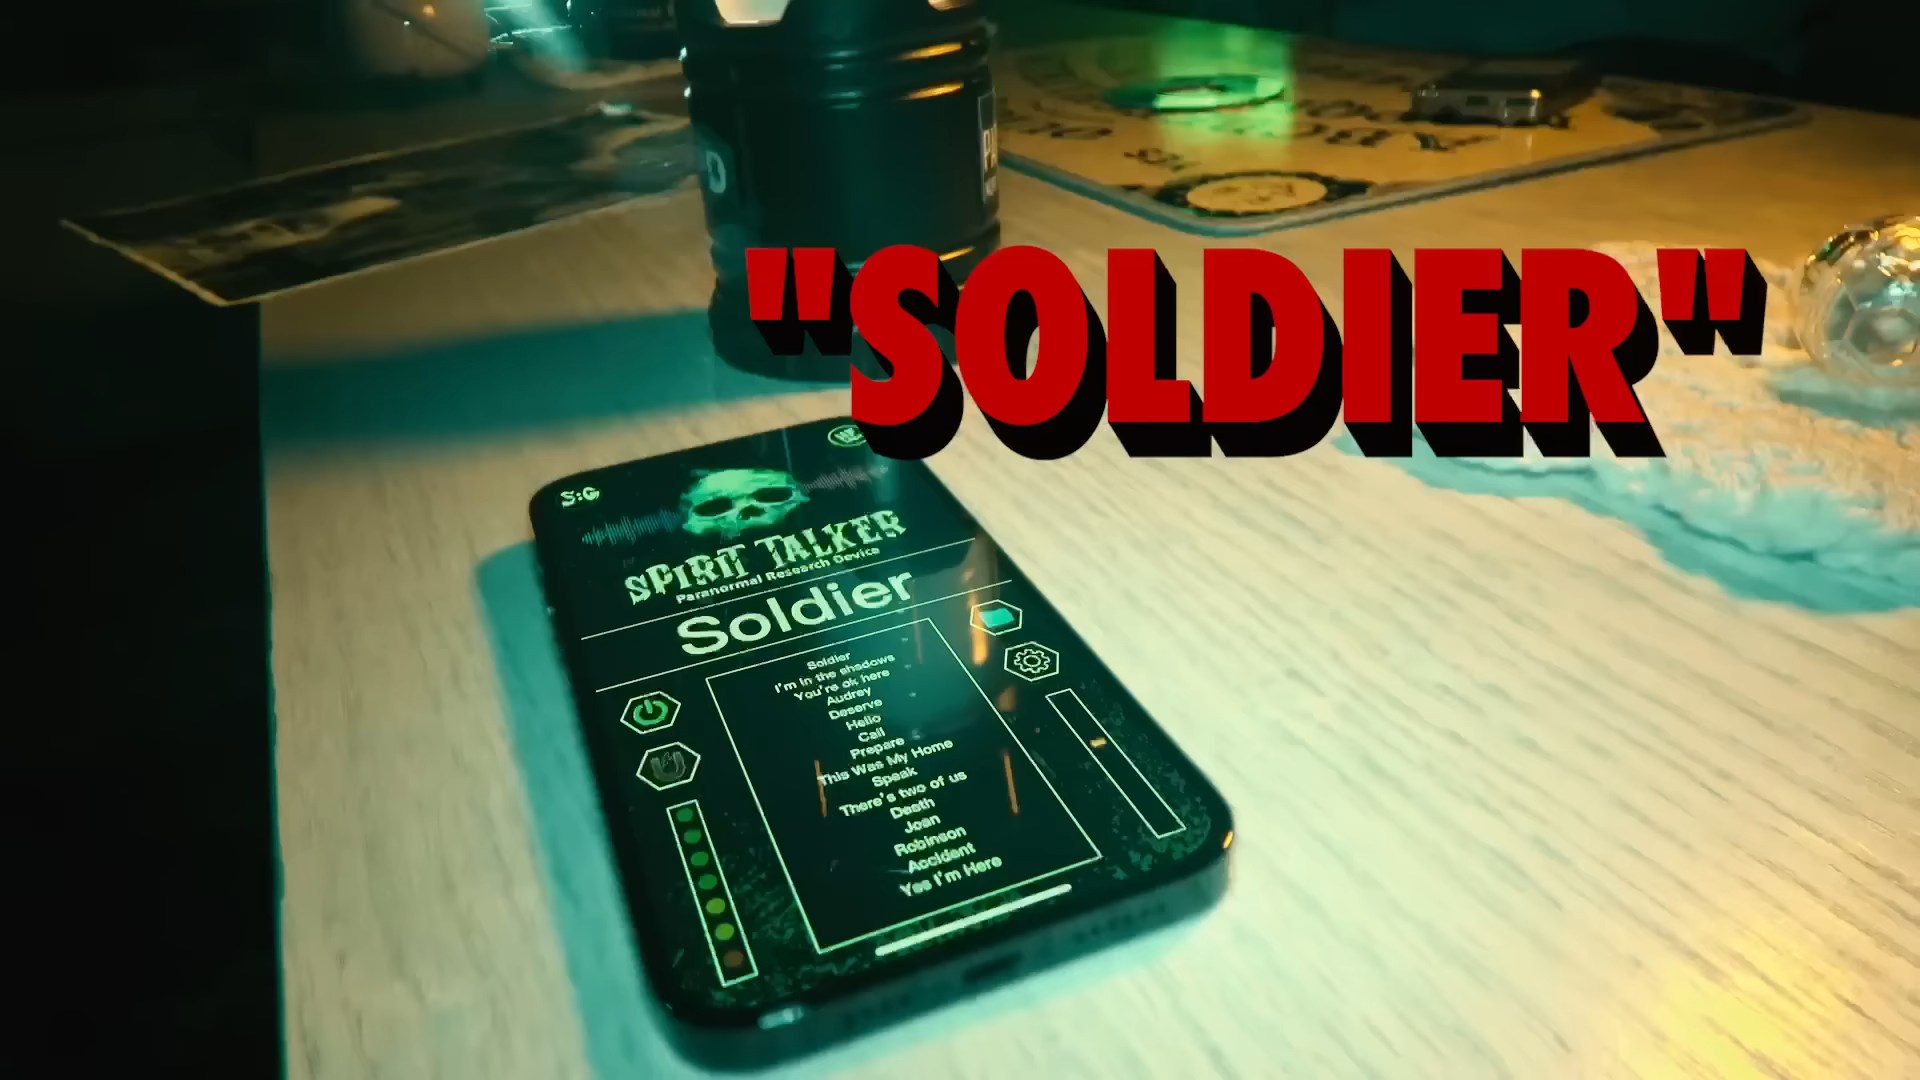 "SOLDIER"
S:G
SPIRIT TALKER
Paranormal Research Device
Soldier
Soldier
I'm in the shadows
You're ok here
Audrey
Deserve
Hello
Call
Prepare
This Was My Home
Speak
There's two of us
Death
Joan
Robinson
Accident
Yes I'm Here